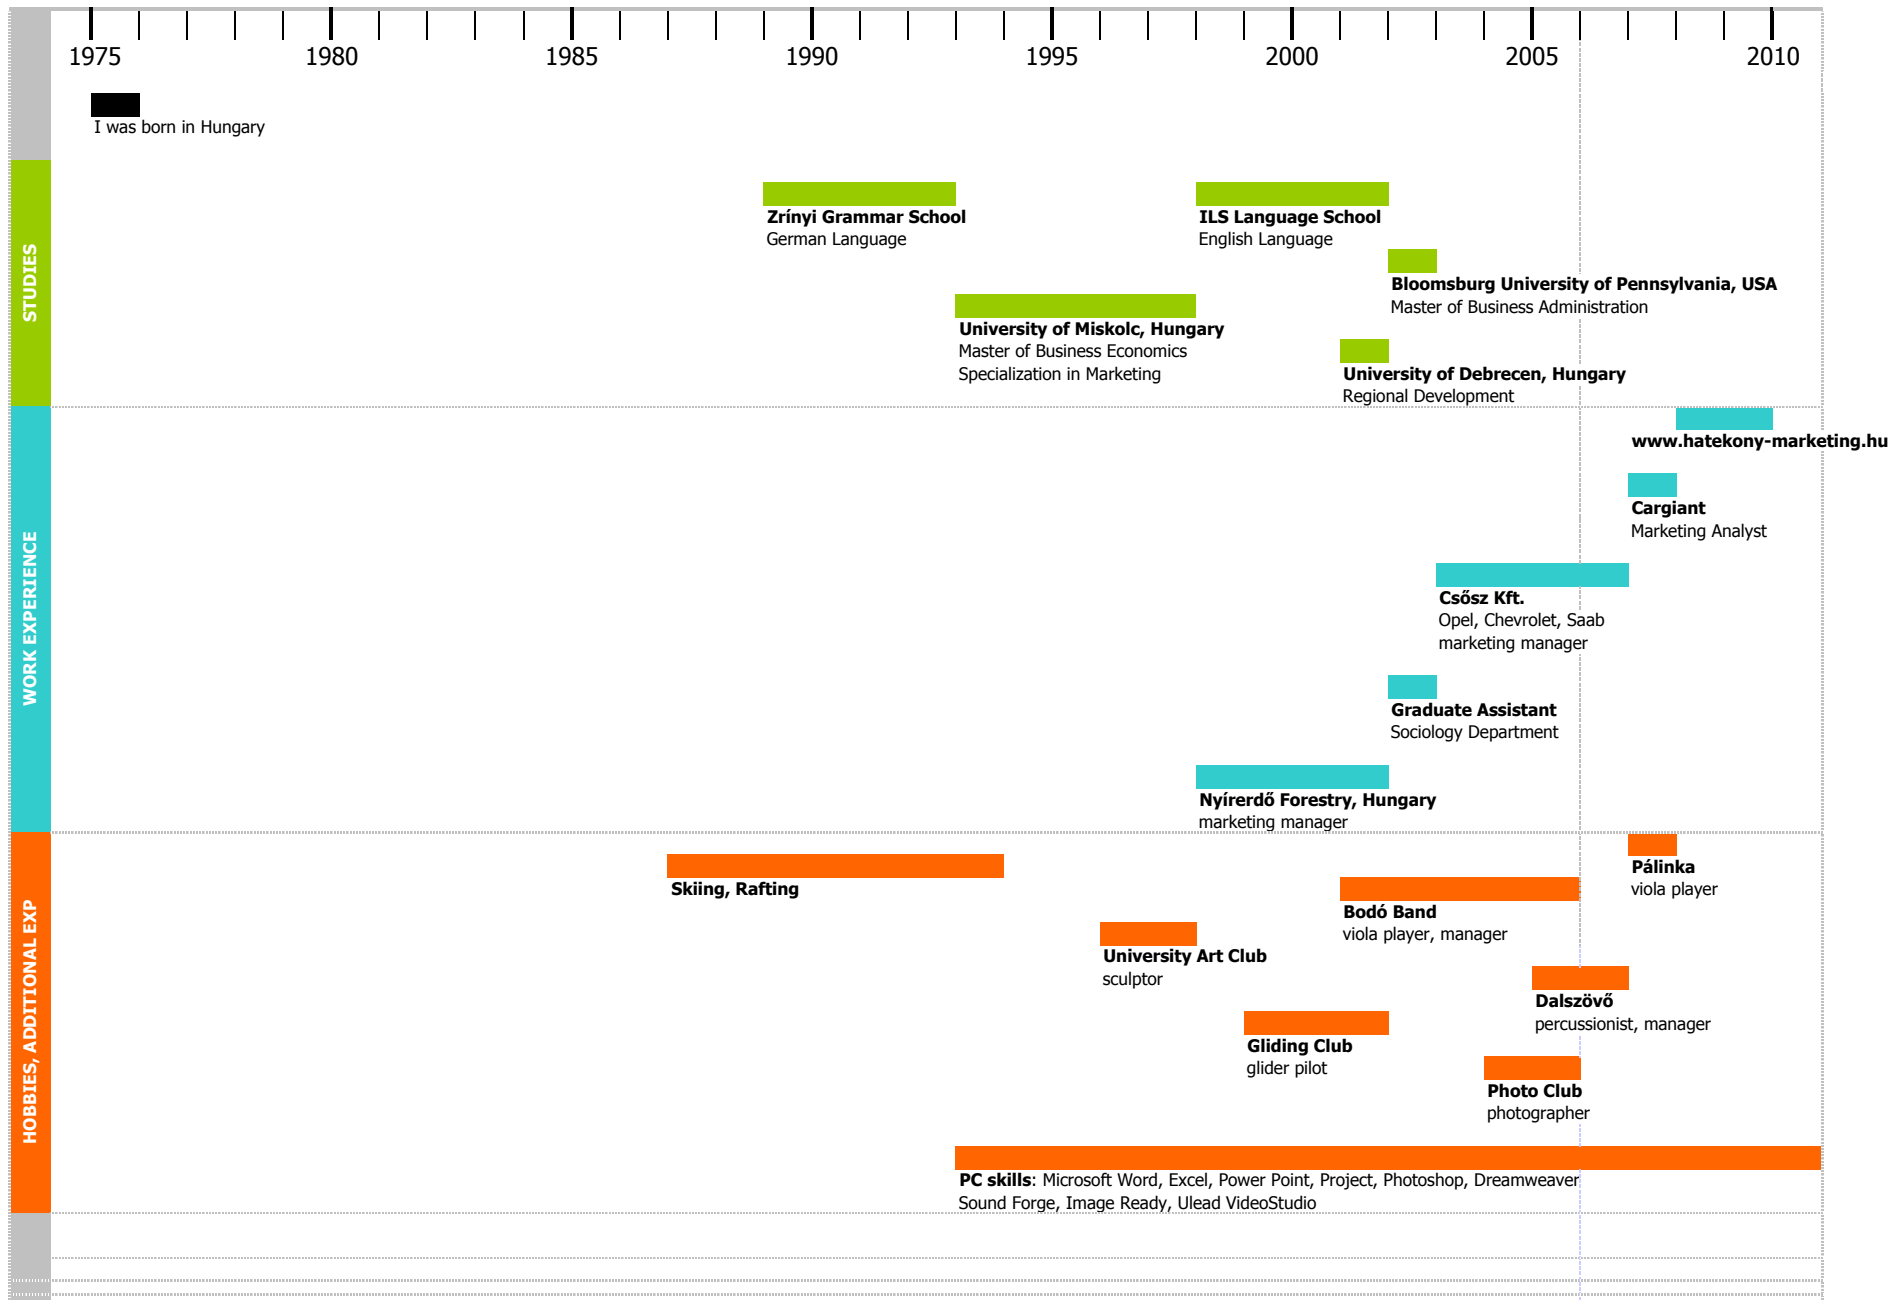 1975 1980 1985 1990 1995 2000 2005 2010
I was born in Hungary
STUDIES
Zrínyi Grammar School
German Language
ILS Language School
English Language
Bloomsburg University of Pennsylvania, USA
Master of Business Administration
University of Miskolc, Hungary
Master of Business Economics
Specialization in Marketing
University of Debrecen, Hungary
Regional Development
WORK EXPERIENCE
www.hatekony-marketing.hu
Cargiant
Marketing Analyst
Csősz Kft.
Opel, Chevrolet, Saab
marketing manager
Graduate Assistant
Sociology Department
Nyírerdő Forestry, Hungary
marketing manager
HOBBIES, ADDITIONAL EXP
Pálinka
viola player
Skiing, Rafting
Bodó Band
viola player, manager
University Art Club
sculptor
Dalszövő
percussionist, manager
Gliding Club
glider pilot
Photo Club
photographer
PC skills: Microsoft Word, Excel, Power Point, Project, Photoshop, Dreamweaver
Sound Forge, Image Ready, Ulead VideoStudio